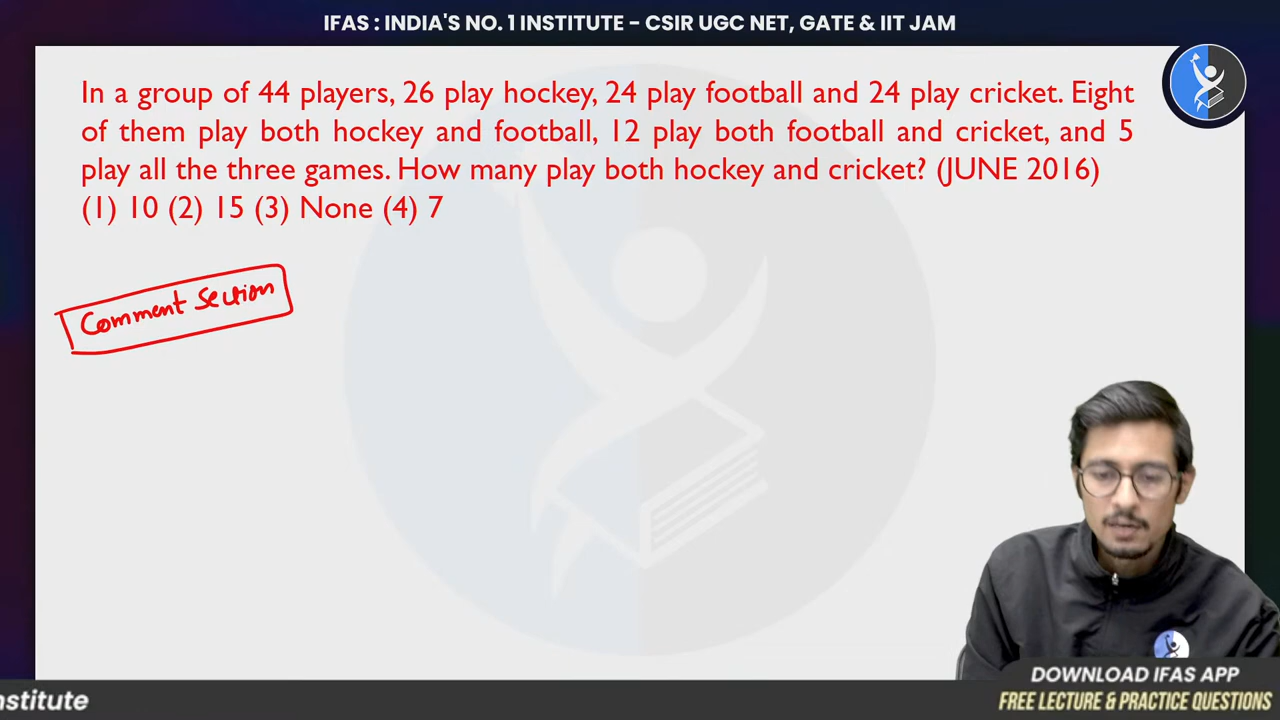 IFAS : INDIA'S NO. 1 INSTITUTE - CSIR UGC NET, GATE & IIT JAM
In a group of 44 players, 26 play hockey, 24 play football and 24 play cricket. Eight
of them play both hockey and football, 12 play both football and cricket, and 5
play all the three games. How many play both hockey and cricket? (JUNE 2016)
(1) 10 (2) 15 (3) None (4) 7
Comment Section
DOWNLOAD IFAS APP
nstitute
FREE LECTURE & PRACTICE QUESTIONS